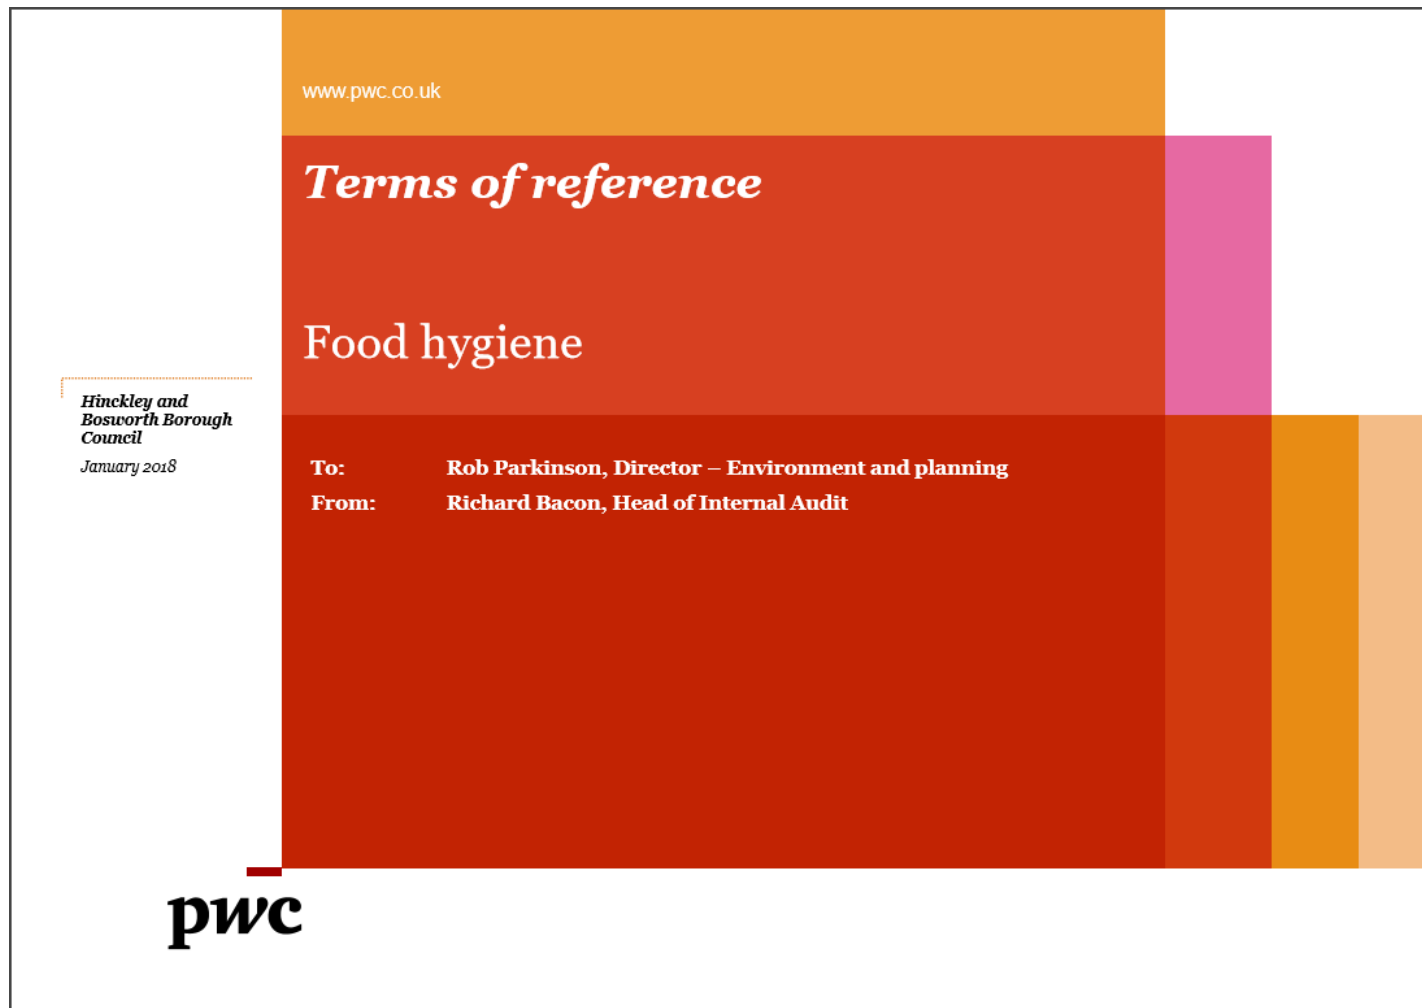 www.pwc.co.uk
Terms of reference
Food hygiene
Hinckley and
Bosworth Borough
Council
January 2018
To: Rob Parkinson, Director – Environment and planning
From: Richard Bacon, Head of Internal Audit
pwc